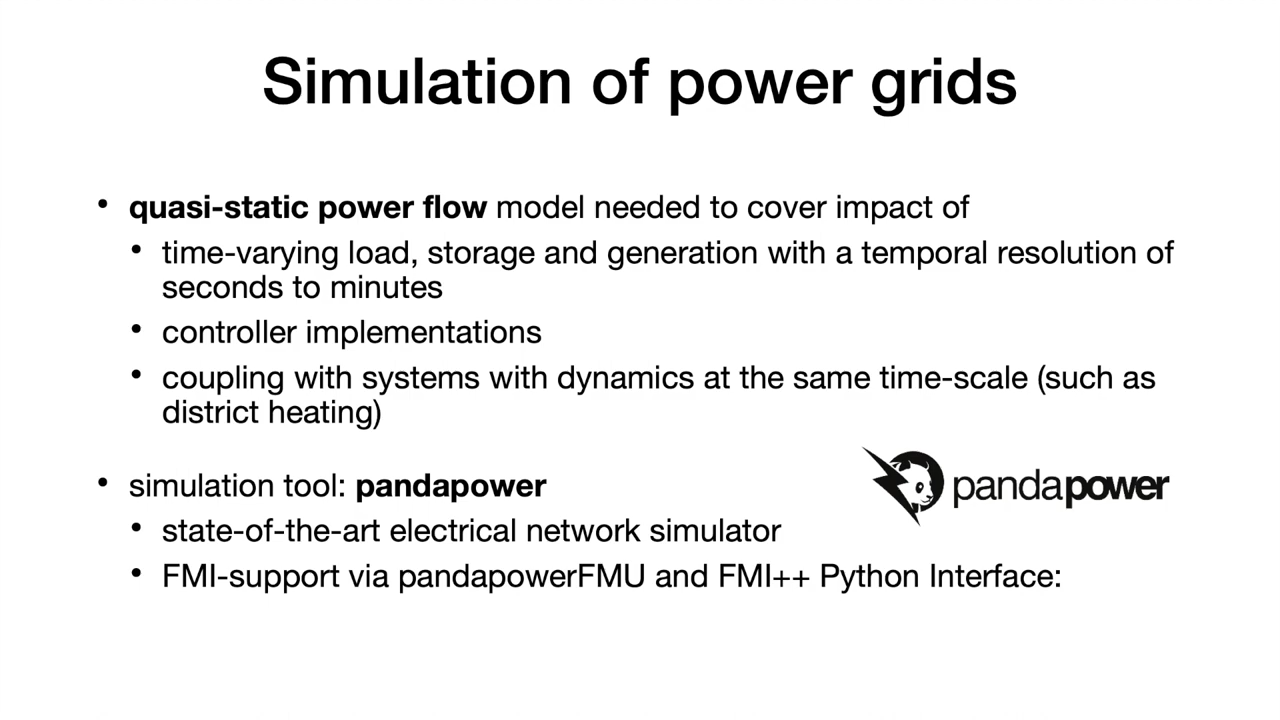 Simulation of power grids
• quasi-static power flow model needed to cover impact of
• time-varying load, storage and generation with a temporal resolution of
seconds to minutes
• controller implementations
• coupling with systems with dynamics at the same time-scale (such as
district heating)
• simulation tool: pandapower
pandapower
• state-of-the-art electrical network simulator
• FMI-support via pandapowerFMU and FMI++ Python Interface: